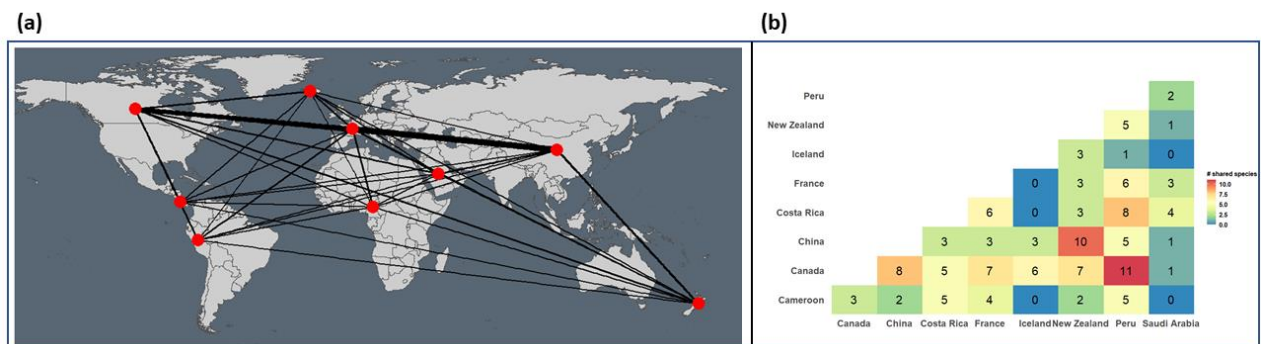 (a)
(b)
Peru 2
New Zealand 5 1
Iceland 3 1 0
France 0 3 6 3
Costa Rica 6 0 3 8 4
China 3 3 3 10 5 1
Canada 8 5 7 6 7 11 1
Cameroon 3 2 5 4 0 2 5 0
Canada China Costa Rica France Iceland New Zealand Peru Saudi Arabia
# shared species
10.0
7.5
5.0
2.5
0.0